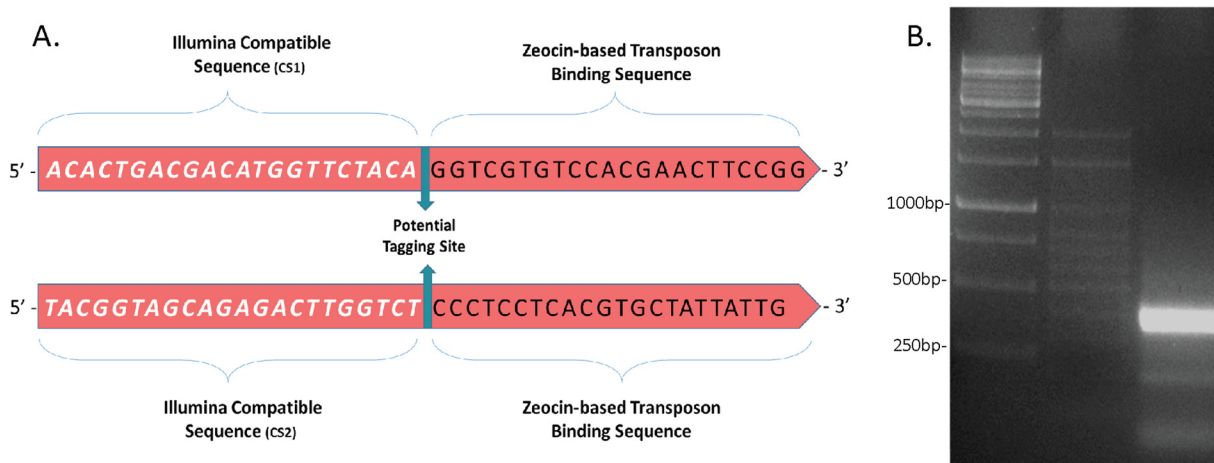 A.
Illumina Compatible
Sequence (CS1)
Zeocin-based Transposon
Binding Sequence
5’ - ACACTGACGACATGGTTCTACA GGTCGTGTCCACGAACTTCCGG - 3’
Potential
Tagging Site
5’ - TACGGTAGCAGAGACTTGGTCT CCCTCCTCACGTGCTATTATTG - 3’
Illumina Compatible
Sequence (CS2)
Zeocin-based Transposon
Binding Sequence
B.
1000bp-
500bp-
250bp-